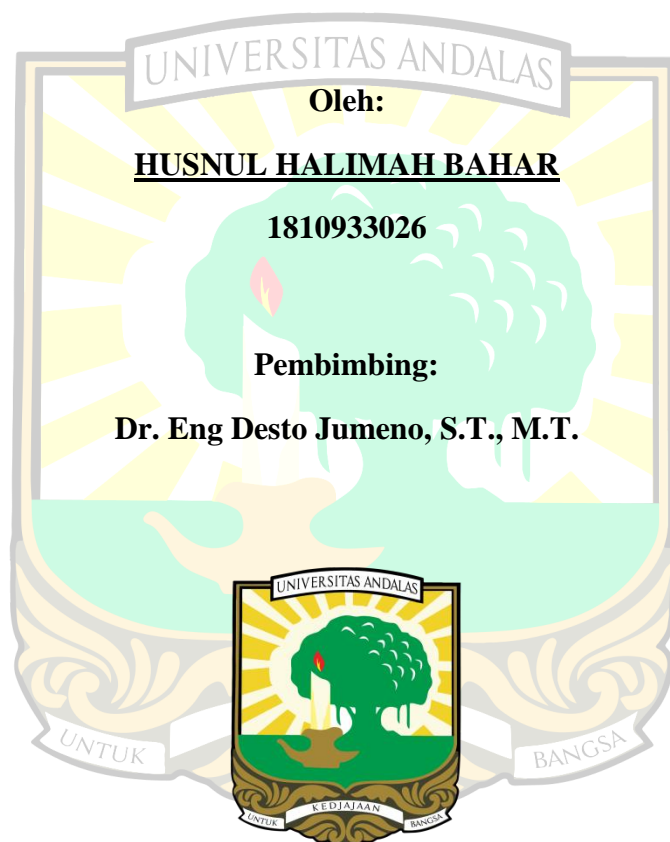 UNIVERSITAS ANDALAS
Oleh:
HUSNUL HALIMAH BAHAR
1810933026
Pembimbing:
Dr. Eng Desto Jumeno, S.T., M.T.
UNIVERSITAS ANDALAS
UNTUK
BANGSA
UNTUK KEDJAJAAN BANGSA